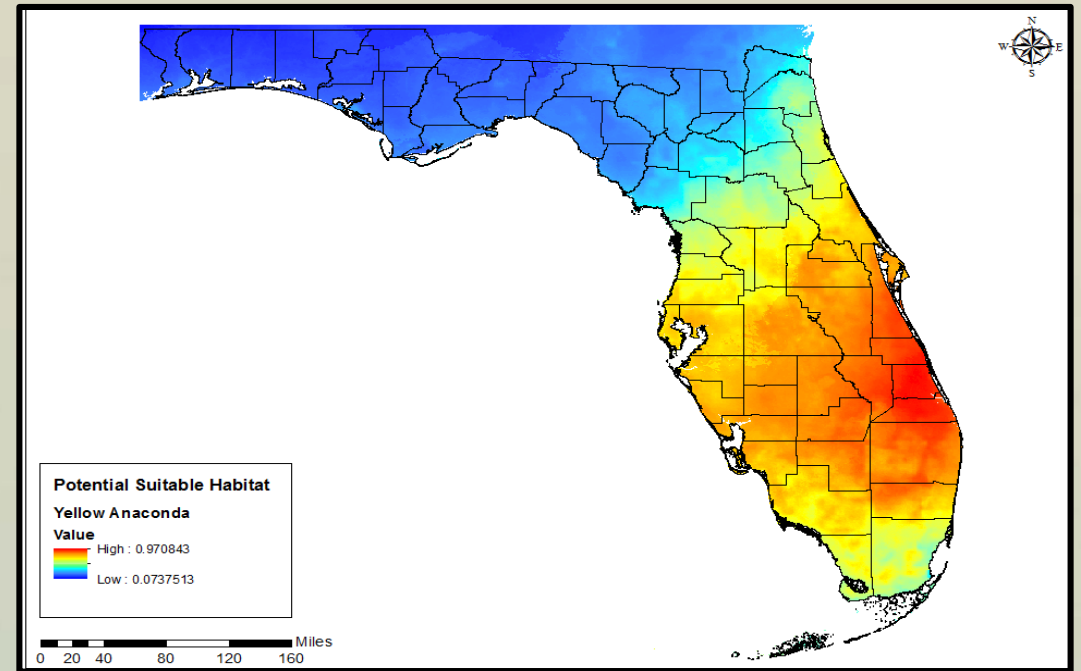 N
W E
S
Potential Suitable Habitat
Yellow Anaconda
Value
High : 0.970843
Low : 0.0737513
Miles
0 20 40 80 120 160